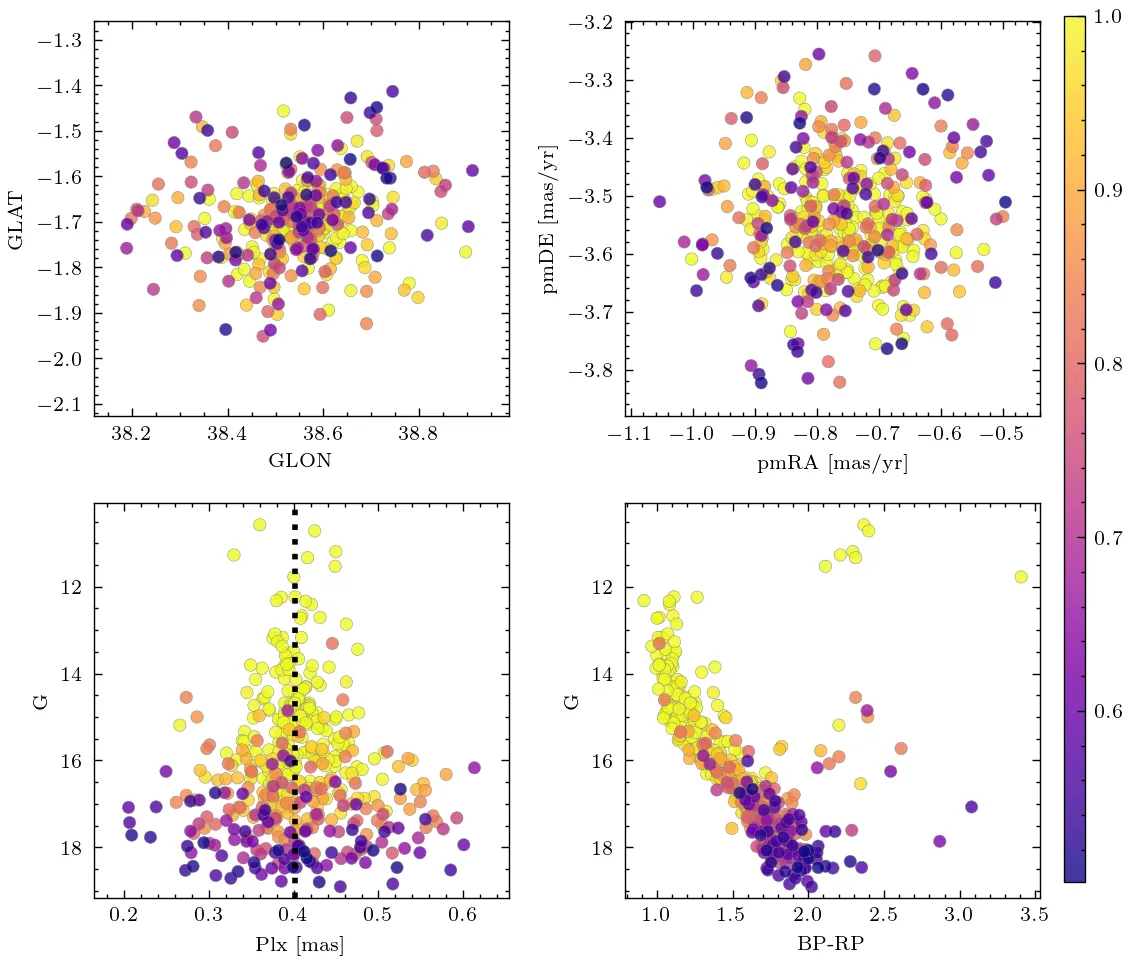 −1.3
−1.4
−1.5
−1.6
−1.7
−1.8
−1.9
−2.0
−2.1
GLAT
38.2 38.4 38.6 38.8
GLON
−3.2
−3.3
−3.4
−3.5
−3.6
−3.7
−3.8
pmDE [mas/yr]
−1.1 −1.0 −0.9 −0.8 −0.7 −0.6 −0.5
pmRA [mas/yr]
12
14
16
18
G
0.2 0.3 0.4 0.5 0.6
Plx [mas]
12
14
16
18
G
1.0 1.5 2.0 2.5 3.0 3.5
BP-RP
1.0
0.9
0.8
0.7
0.6